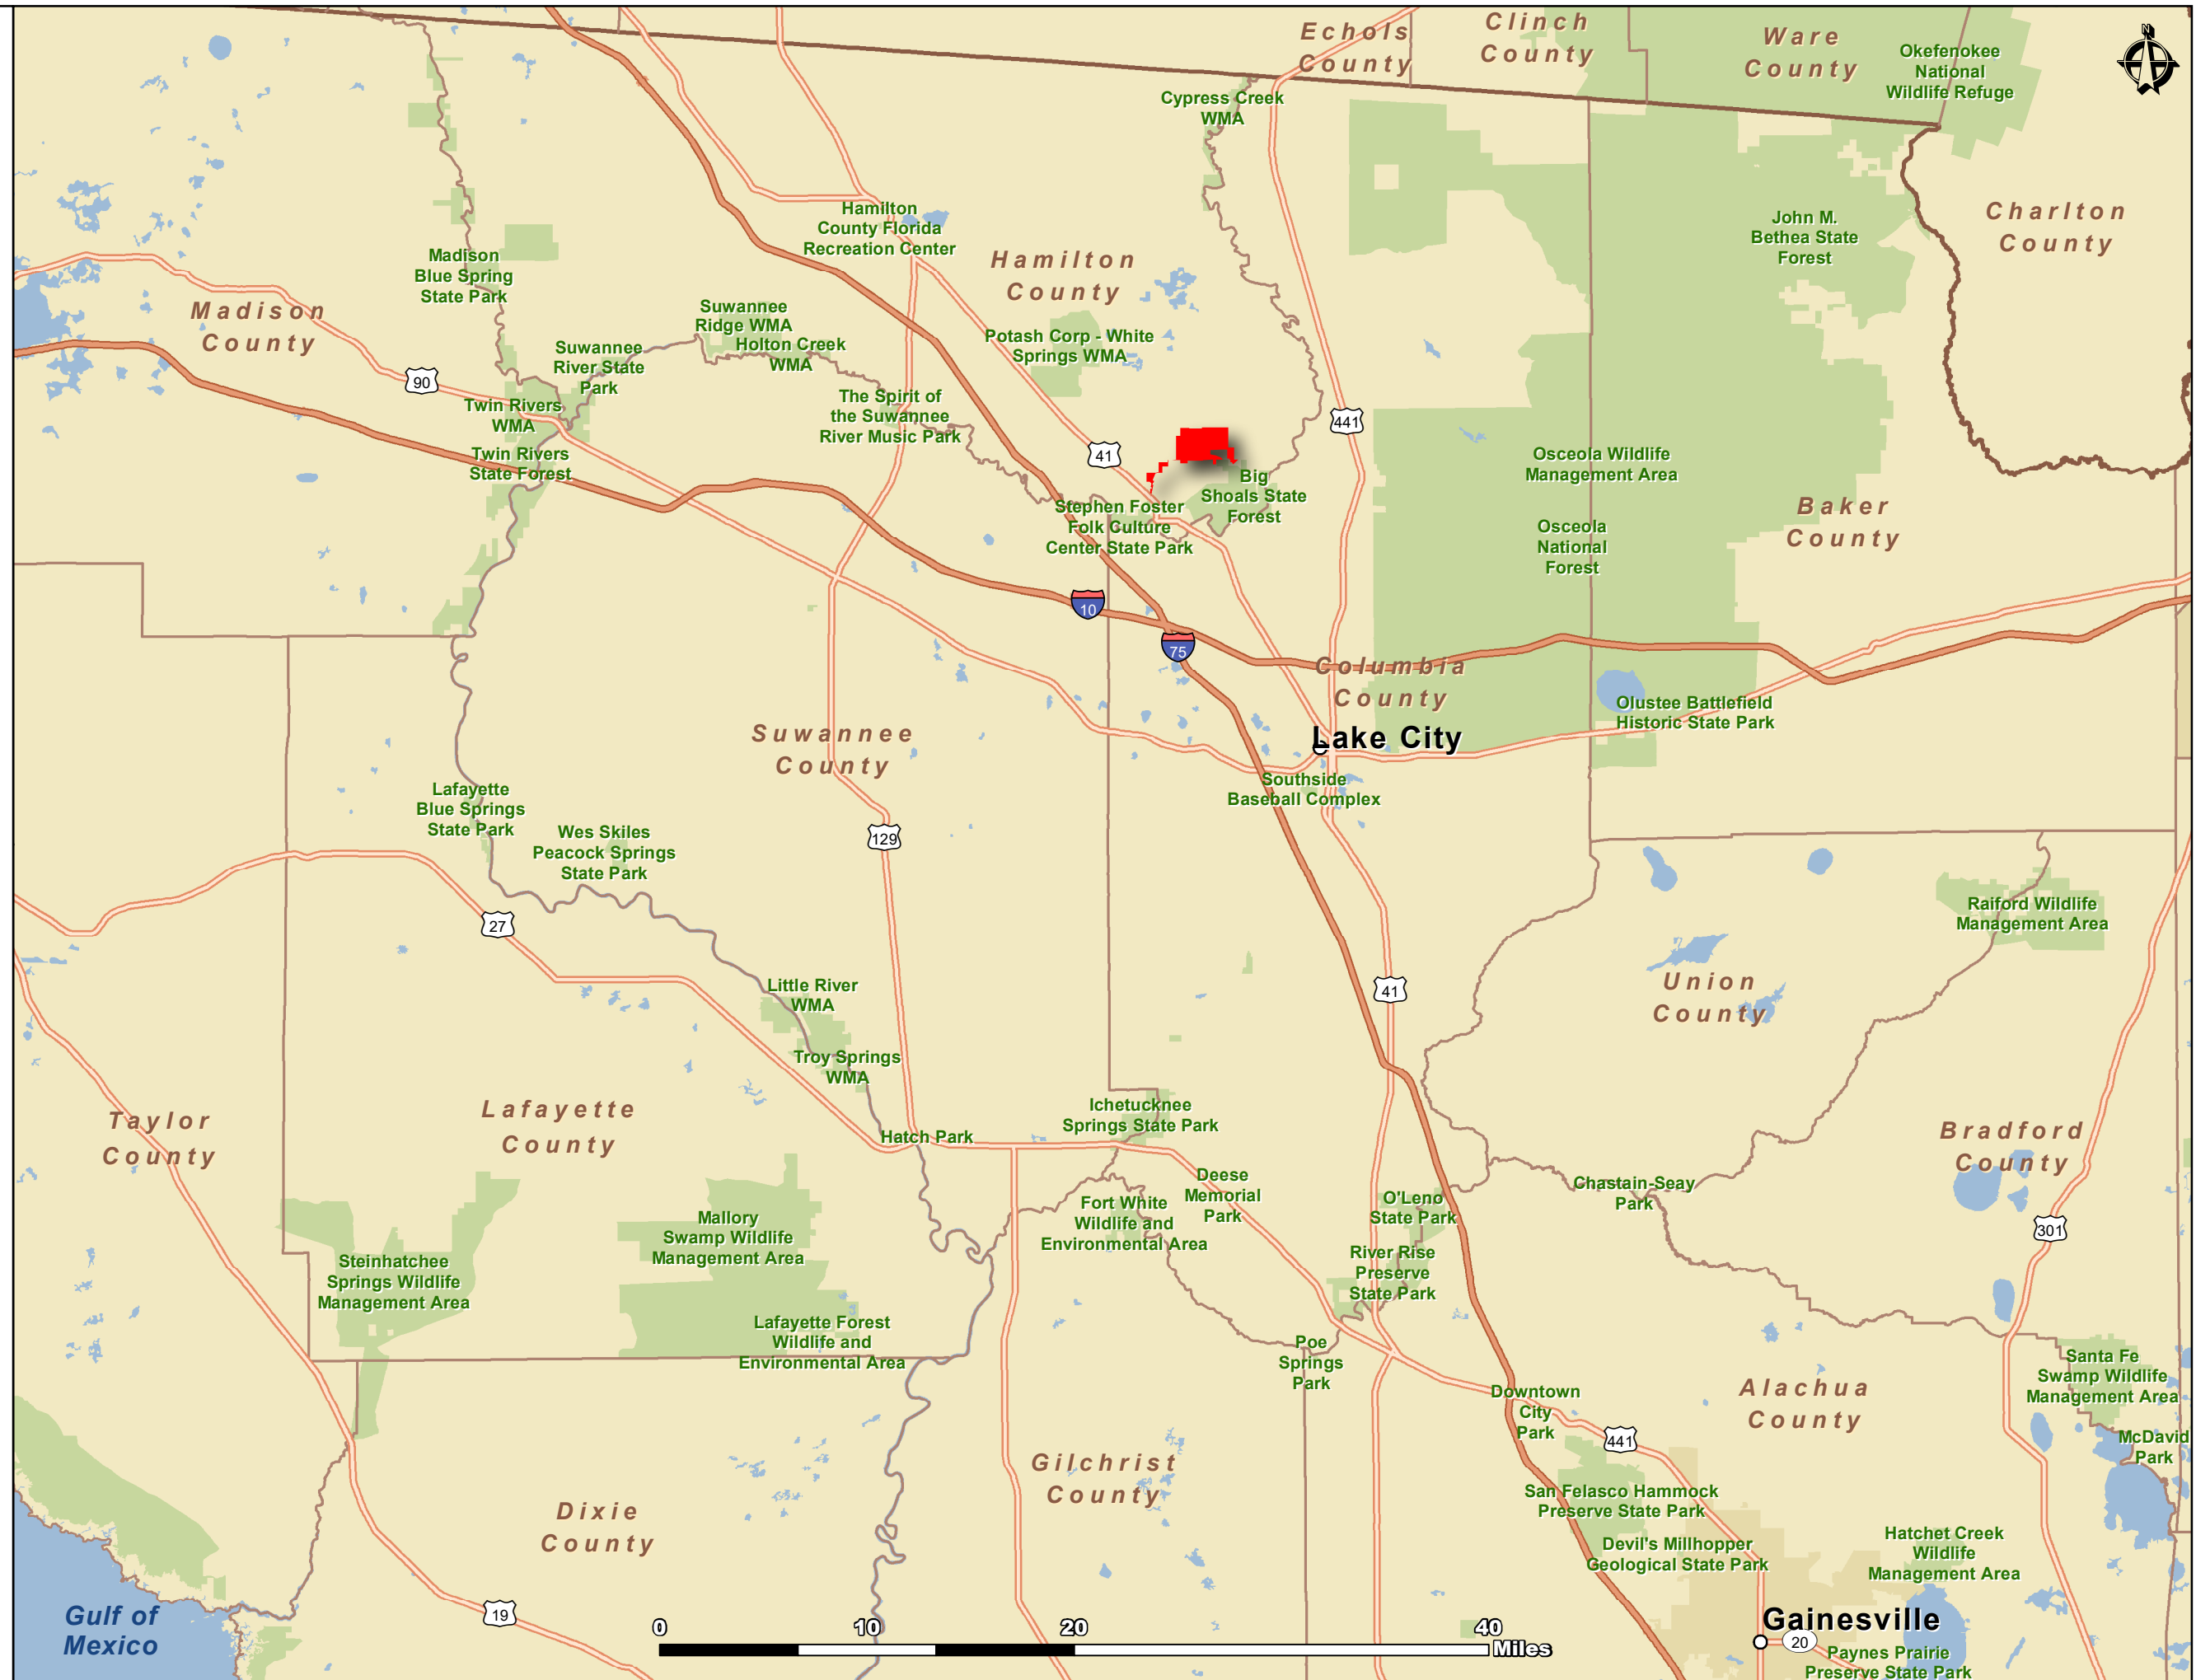 Echols
County
Clinch
County
Ware
County
Okefenokee
National
Wildlife Refuge
N
Cypress Creek
WMA
Charlton
County
John M.
Bethea State
Forest
Hamilton
County Florida
Recreation Center
Hamilton
County
Madison
Blue Spring
State Park
Madison
County
Suwannee
Ridge WMA
Holton Creek
WMA
Potash Corp - White
Springs WMA
Suwannee
River State
Park
90
Twin Rivers
WMA
The Spirit of
the Suwannee
River Music Park
441
41
Twin Rivers
State Forest
Osceola Wildlife
Management Area
Big
Shoals State
Forest
Stephen Foster
Folk Culture
Center State Park
Baker
County
Osceola
National
Forest
10
75
Columbia
County
Olustee Battlefield
Historic State Park
Lake City
Suwannee
County
Southside
Baseball Complex
Lafayette
Blue Springs
State Park
Wes Skiles
Peacock Springs
State Park
129
27
Raiford Wildlife
Management Area
Union
County
41
Little River
WMA
Troy Springs
WMA
Taylor
County
Lafayette
County
Ichetucknee
Springs State Park
Hatch Park
Bradford
County
Deese
Memorial
Park
Chastain-Seay
Park
O'Leno
State Park
Fort White
Wildlife and
Environmental Area
Mallory
Swamp Wildlife
Management Area
301
Steinhatchee
Springs Wildlife
Management Area
River Rise
Preserve
State Park
Lafayette Forest
Wildlife and
Environmental Area
Poe
Springs
Park
Santa Fe
Swamp Wildlife
Management Area
Downtown
City
Park
Alachua
County
441
McDavid
Park
Gilchrist
County
San Felasco Hammock
Preserve State Park
Dixie
County
Devil's Millhopper
Geological State Park
Hatchet Creek
Wildlife
Management Area
Gulf of
Mexico
19
0 10 20 40
Miles
Gainesville
20
Paynes Prairie
Preserve State Park